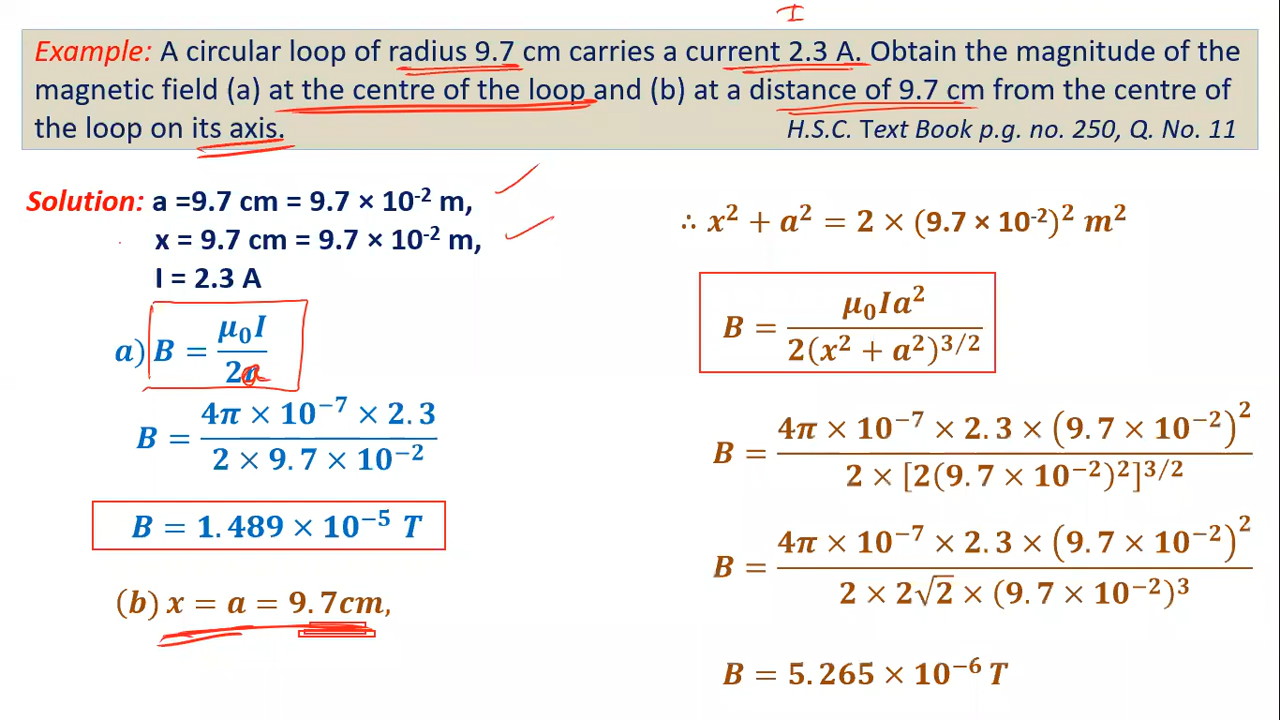 I
Example: A circular loop of radius 9.7 cm carries a current 2.3 A. Obtain the magnitude of the
magnetic field (a) at the centre of the loop and (b) at a distance of 9.7 cm from the centre of
the loop on its axis.
H.S.C. Text Book p.g. no. 250, Q. No. 11
Solution: a =9.7 cm = 9.7 × 10⁻² m,
x = 9.7 cm = 9.7 × 10⁻² m,
I = 2.3 A
a) B = μ₀I / 2a
B = 4π × 10⁻⁷ × 2.3 / 2 × 9.7 × 10⁻²
B = 1.489 × 10⁻⁵ T
(b) x = a = 9.7cm,
∴ x² + a² = 2 × (9.7 × 10⁻²)² m²
B = μ₀Ia² / 2(x² + a²)^3/2
B = 4π × 10⁻⁷ × 2.3 × (9.7 × 10⁻²)² / 2 × [2(9.7 × 10⁻²)²]^3/2
B = 4π × 10⁻⁷ × 2.3 × (9.7 × 10⁻²)² / 2 × 2√2 × (9.7 × 10⁻²)³
B = 5.265 × 10⁻⁶ T